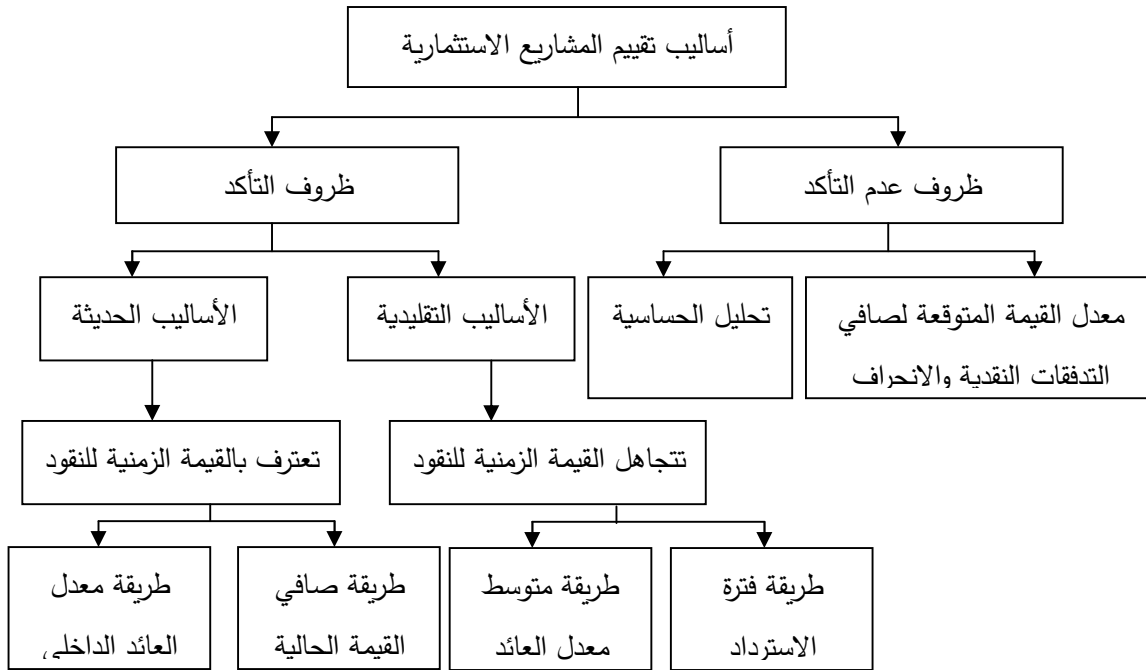 أساليب تقييم المشاريع الاستثمارية
ظروف عدم التأكد
ظروف التأكد
معدل القيمة المتوقعة لصافي
التدفقات النقدية والانحراف
تحليل الحساسية
الأساليب التقليدية
الأساليب الحديثة
تتجاهل القيمة الزمنية للنقود
تعترف بالقيمة الزمنية للنقود
طريقة فترة
الاسترداد
طريقة متوسط
معدل العائد
طريقة صافي
القيمة الحالية
طريقة معدل
العائد الداخلي